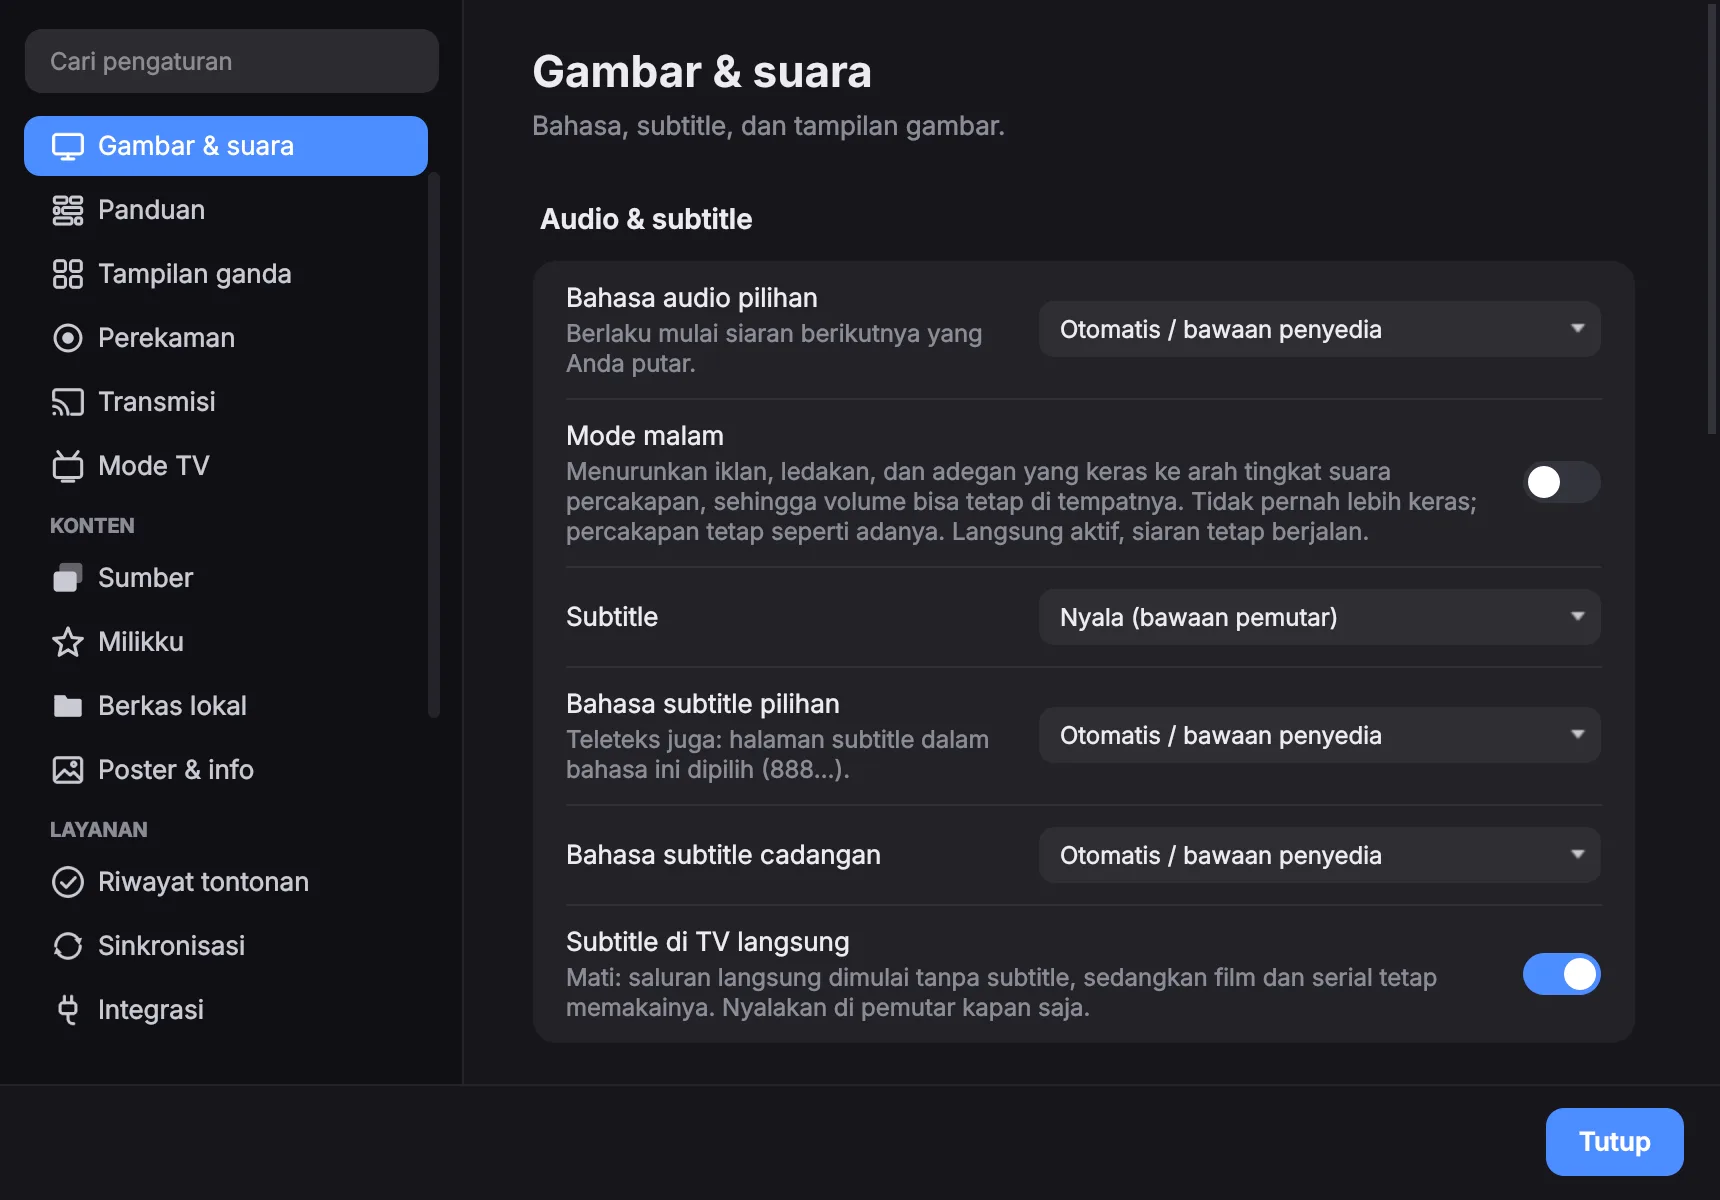 Cari pengaturan
Gambar & suara
Panduan
Tampilan ganda
Perekaman
Transmisi
Mode TV
KONTEN
Sumber
Milikku
Berkas lokal
Poster & info
LAYANAN
Riwayat tontonan
Sinkronisasi
Integrasi
Gambar & suara
Bahasa, subtitle, dan tampilan gambar.
Audio & subtitle
Bahasa audio pilihan
Berlaku mulai siaran berikutnya yang
Anda putar.
Otomatis / bawaan penyedia
Mode malam
Menurunkan iklan, ledakan, dan adegan yang keras ke arah tingkat suara
percakapan, sehingga volume bisa tetap di tempatnya. Tidak pernah lebih keras;
percakapan tetap seperti adanya. Langsung aktif, siaran tetap berjalan.
Subtitle
Nyala (bawaan pemutar)
Bahasa subtitle pilihan
Teleteks juga: halaman subtitle dalam
bahasa ini dipilih (888...).
Otomatis / bawaan penyedia
Bahasa subtitle cadangan
Otomatis / bawaan penyedia
Subtitle di TV langsung
Mati: saluran langsung dimulai tanpa subtitle, sedangkan film dan serial tetap
memakainya. Nyalakan di pemutar kapan saja.
Tutup